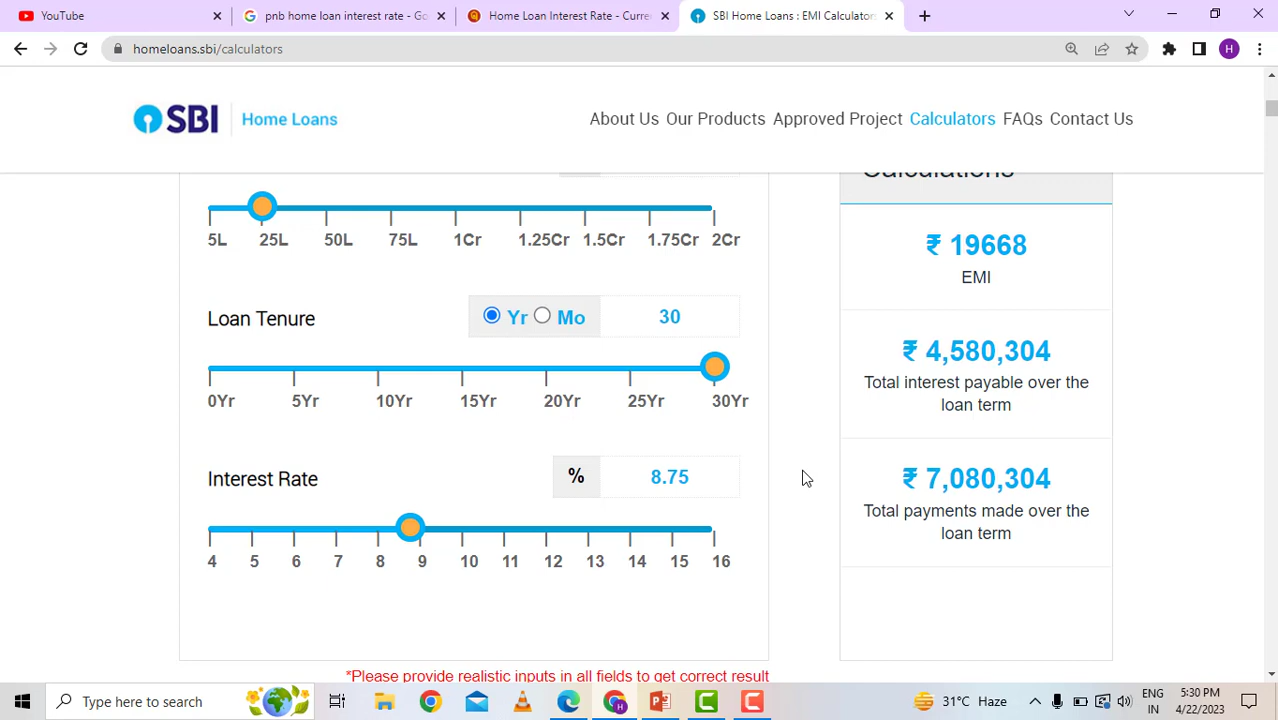 YouTube
pnb home loan interest rate - Go
Home Loan Interest Rate - Curre
SBI Home Loans : EMI Calculator
homeloans.sbi/calculators
H
SBI Home Loans
About Us Our Products Approved Project Calculators FAQs Contact Us
Calculations
5L 25L 50L 75L 1Cr 1.25Cr 1.5Cr 1.75Cr 2Cr
₹ 19668
EMI
Loan Tenure Yr Mo 30
0Yr 5Yr 10Yr 15Yr 20Yr 25Yr 30Yr
₹ 4,580,304
Total interest payable over the
loan term
Interest Rate % 8.75
4 5 6 7 8 9 10 11 12 13 14 15 16
₹ 7,080,304
Total payments made over the
loan term
*Please provide realistic inputs in all fields to get correct result
Type here to search
31°C Haze
ENG
IN
5:30 PM
4/22/2023